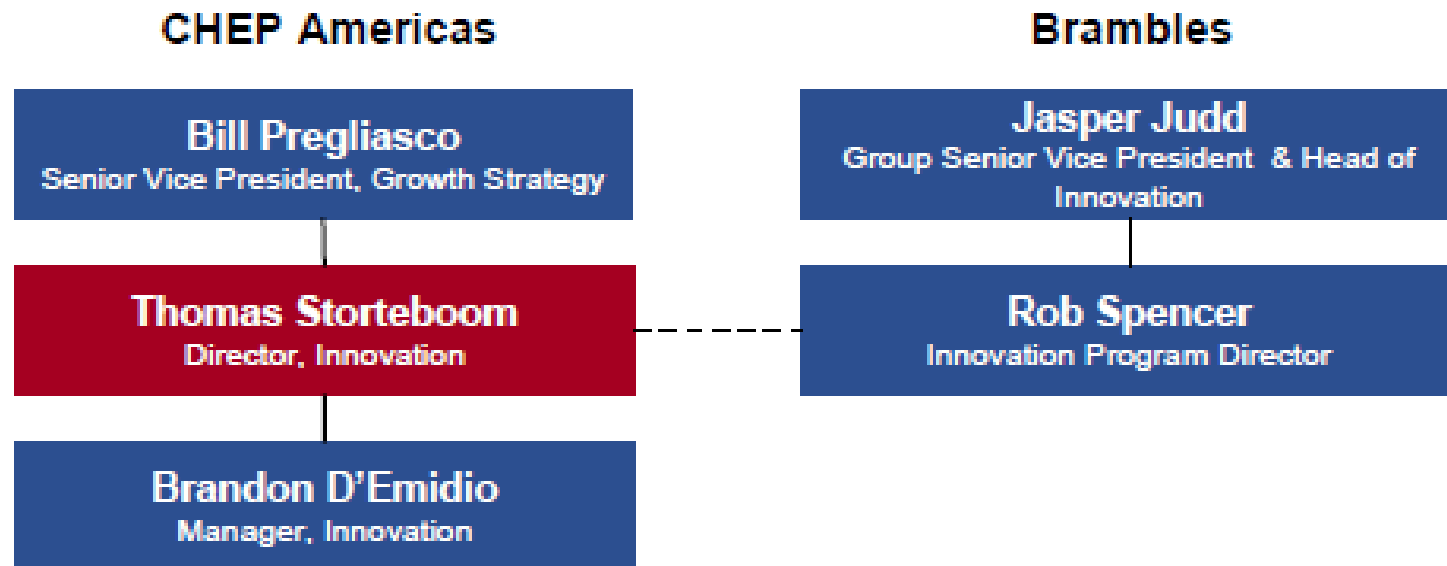 CHEP Americas
Bill Pregliasco
Senior Vice President, Growth Strategy
Thomas Storteboom
Director, Innovation
Brandon D'Emidio
Manager, Innovation
Brambles
Jasper Judd
Group Senior Vice President & Head of
Innovation
Rob Spencer
Innovation Program Director